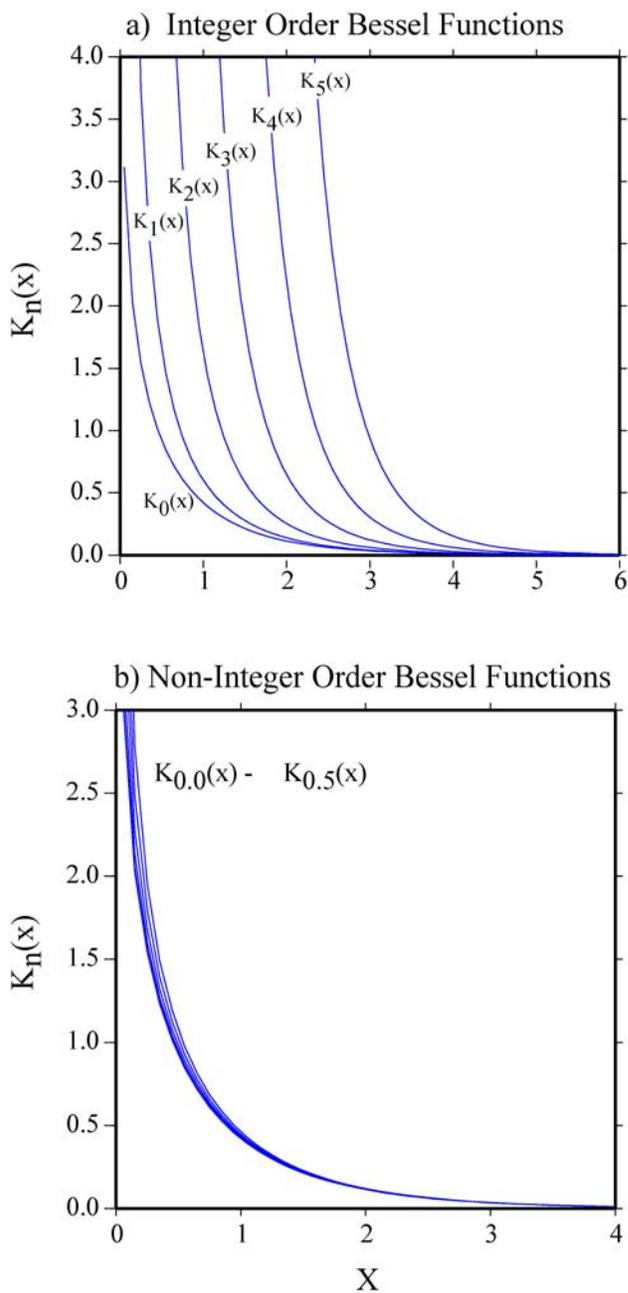 a) Integer Order Bessel Functions
4.0
3.5
3.0
2.5
2.0
1.5
1.0
0.5
0.0
Kn(x)
K5(x)
K4(x)
K3(x)
K2(x)
K1(x)
K0(x)
0 1 2 3 4 5 6
b) Non-Integer Order Bessel Functions
3.0
2.5
2.0
1.5
1.0
0.5
0.0
Kn(x)
K0.0(x) - K0.5(x)
0 1 2 3 4
X